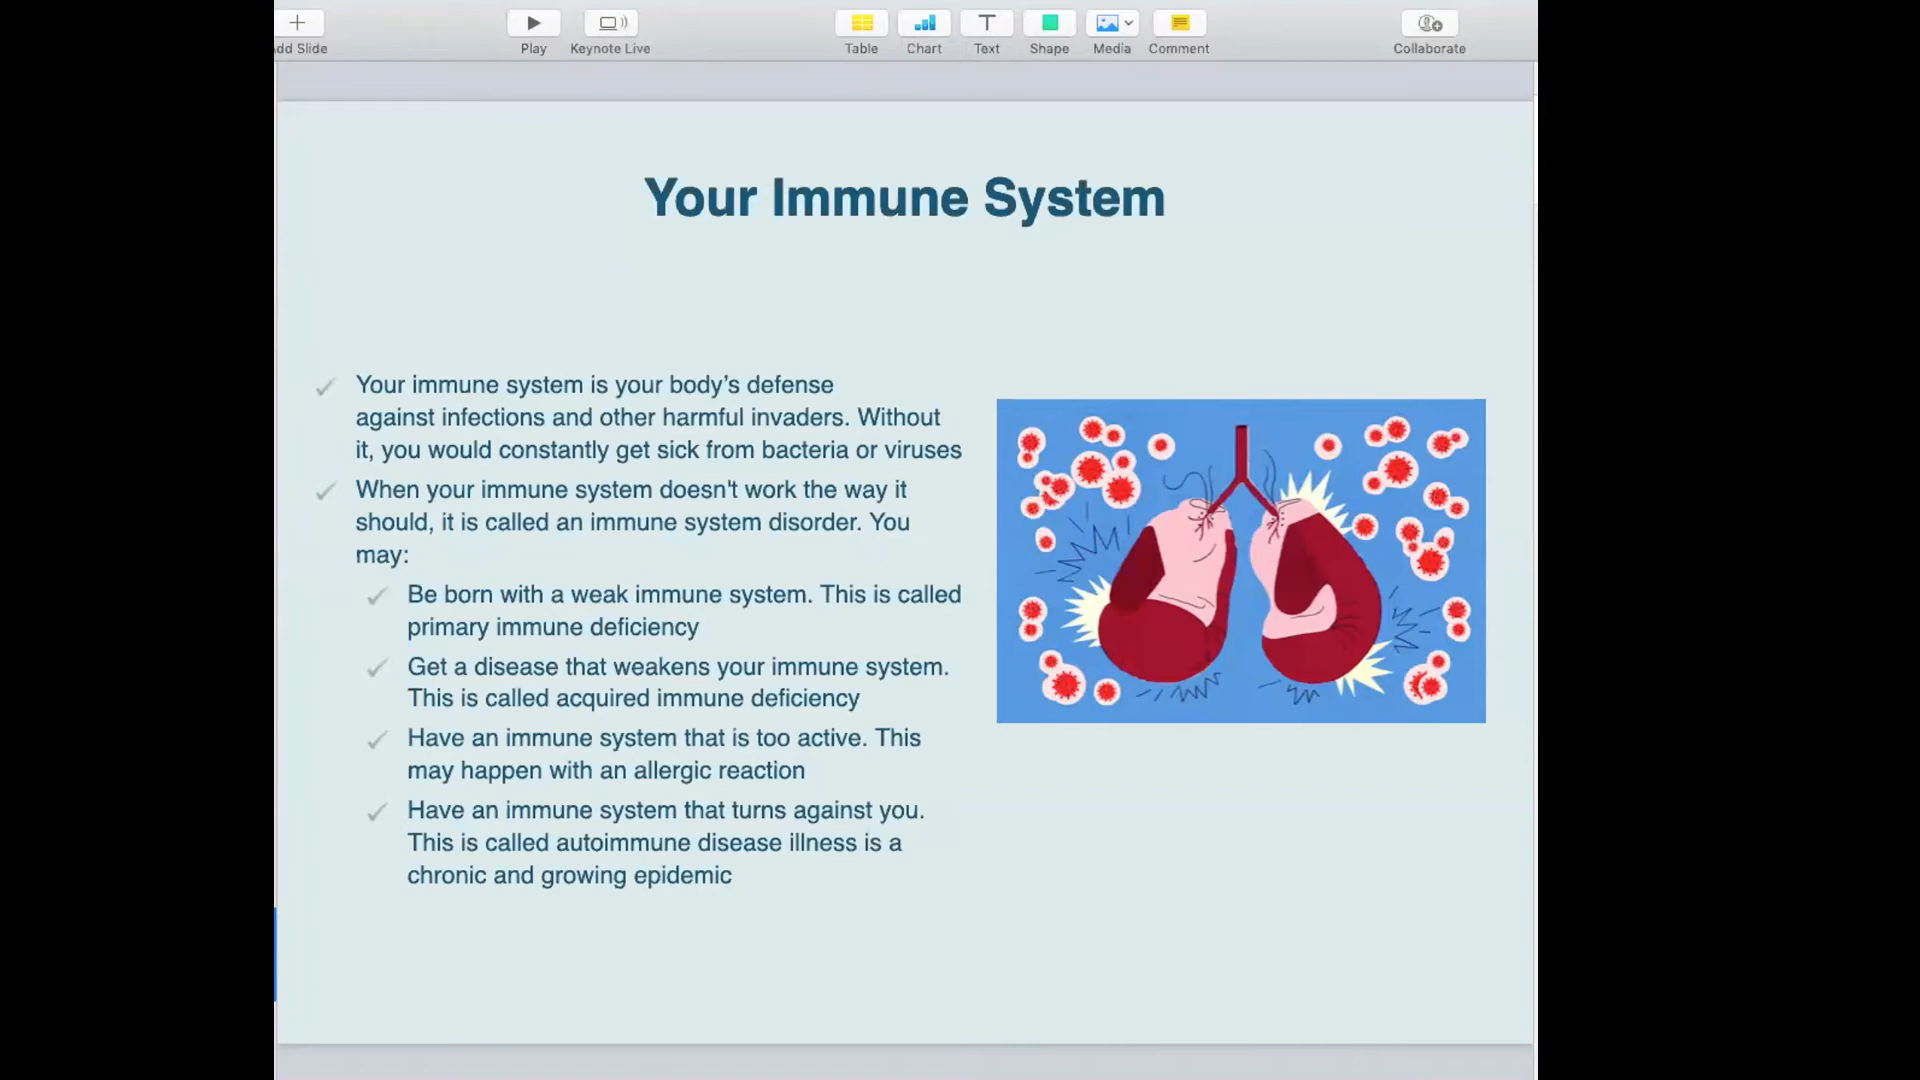 dd Slide
Play
Keynote Live
Table
Chart
Text
Shape
Media
Comment
Collaborate
Your Immune System
Your immune system is your body’s defense
against infections and other harmful invaders. Without
it, you would constantly get sick from bacteria or viruses
When your immune system doesn't work the way it
should, it is called an immune system disorder. You
may:
Be born with a weak immune system. This is called
primary immune deficiency
Get a disease that weakens your immune system.
This is called acquired immune deficiency
Have an immune system that is too active. This
may happen with an allergic reaction
Have an immune system that turns against you.
This is called autoimmune disease illness is a
chronic and growing epidemic